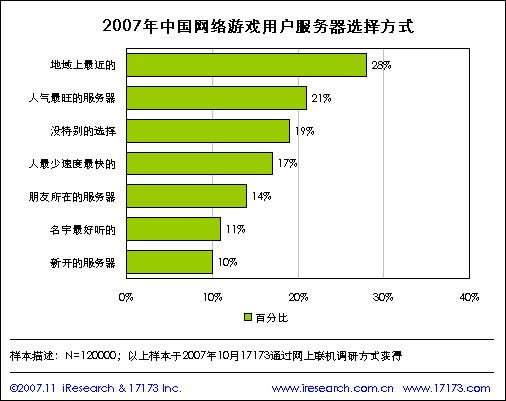 2007年中国网络游戏用户服务器选择方式
地域上最近的 28%
人气最旺的服务器 21%
没特别的选择 19%
人最少速度最快的 17%
朋友所在的服务器 14%
名字最好听的 11%
新开的服务器 10%
0% 10% 20% 30% 40%
百分比
样本描述：N=120000；以上样本于2007年10月17173通过网上联机调研方式获得
©2007.11 iResearch & 17173 Inc. www.iresearch.com.cn www.17173.com